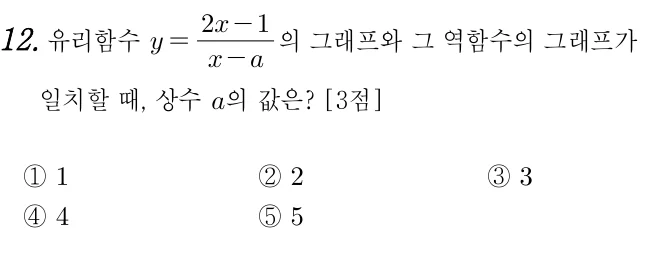 12. 유리함수 y = (2x-1)/(x-a) 의 그래프와 그 역함수의 그래프가
일치할 때, 상수 a의 값은? [3점]
① 1 ② 2 ③ 3
④ 4 ⑤ 5